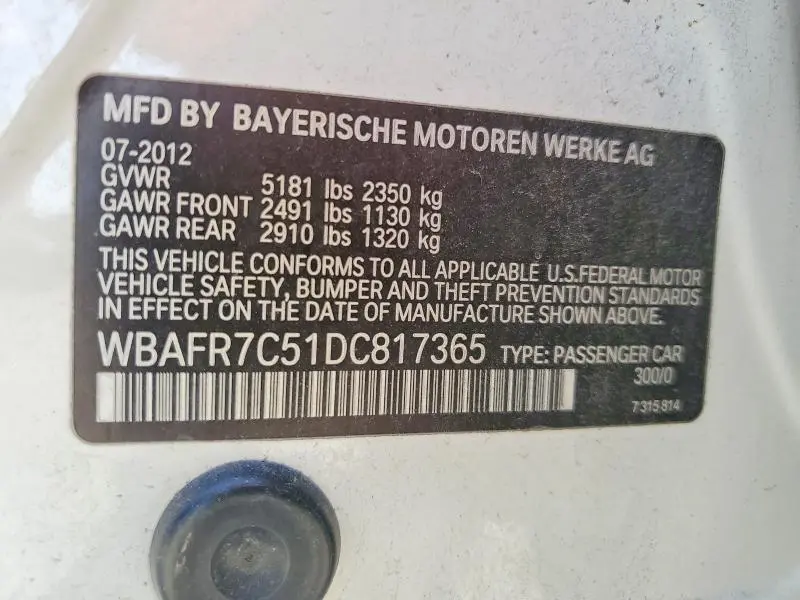 MFD BY BAYERISCHE MOTOREN WERKE AG
07-2012
GVWR 5181 lbs 2350 kg
GAWR FRONT 2491 lbs 1130 kg
GAWR REAR 2910 lbs 1320 kg
THIS VEHICLE CONFORMS TO ALL APPLICABLE U.S.FEDERAL MOTOR
VEHICLE SAFETY, BUMPER AND THEFT PREVENTION STANDARDS
IN EFFECT ON THE DATE OF MANUFACTURE SHOWN ABOVE.
WBAFR7C51DC817365 TYPE: PASSENGER CAR
300/0
7 315 814